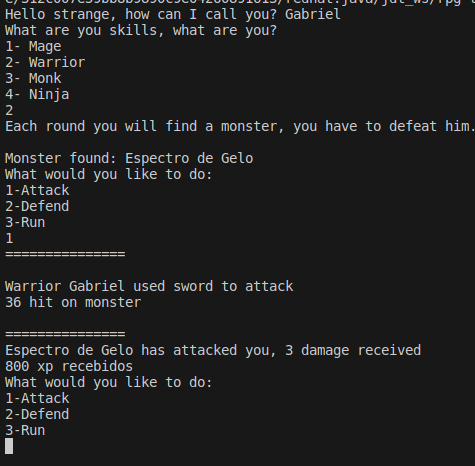 Hello strange, how can I call you? Gabriel
What are you skills, what are you?
1- Mage
2- Warrior
3- Monk
4- Ninja
2
Each round you will find a monster, you have to defeat him.
Monster found: Espectro de Gelo
What would you like to do:
1-Attack
2-Defend
3-Run
1
===============
Warrior Gabriel used sword to attack
36 hit on monster
===============
Espectro de Gelo has attacked you, 3 damage received
800 xp recebidos
What would you like to do:
1-Attack
2-Defend
3-Run